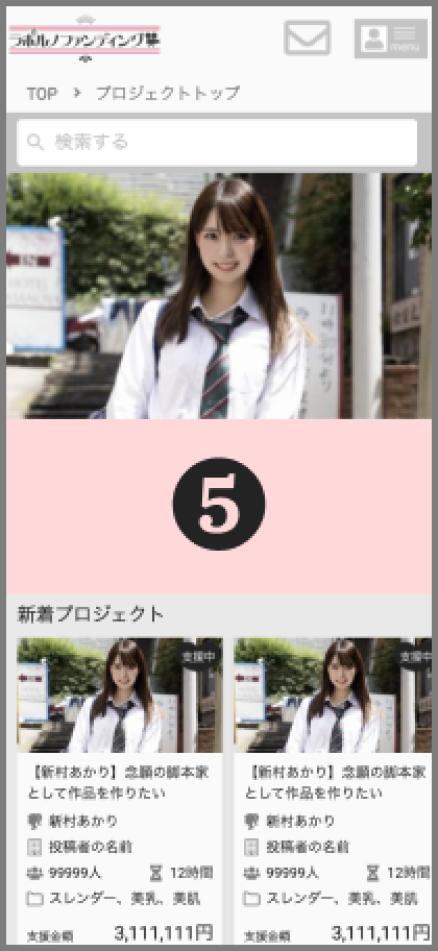 ラポルノファンディング
menu
TOP > プロジェクトトップ
検索する
HOTEL
5
新着プロジェクト
支援中
支援中
【新村あかり】念願の脚本家
として作品を作りたい
新村あかり
投稿者の名前
99999人 12時間
スレンダー、美乳、美肌
支援金額 3,111,111円
【新村あかり】念願の脚本家
として作品を作りたい
新村あかり
投稿者の名前
99999人 12時間
スレンダー、美乳、美肌
支援金額 3,111,111円